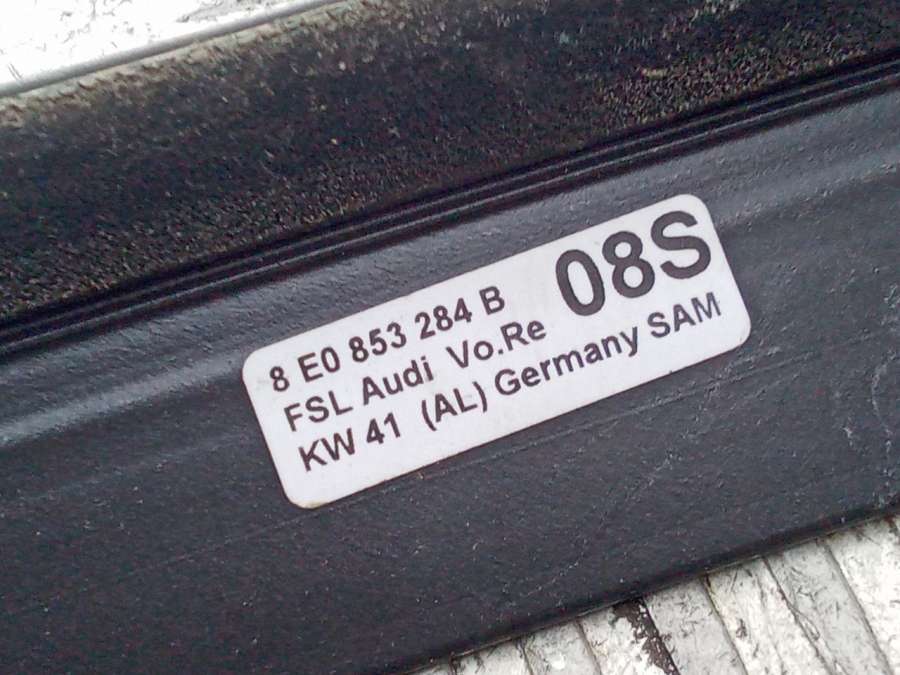 8 E0 853 284 B 08S
FSL Audi Vo.Re
KW 41 (AL) Germany SAM